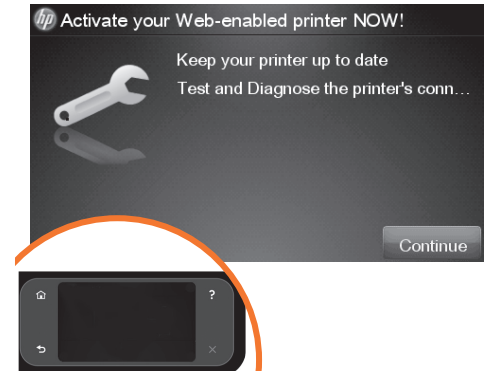 hp Activate your Web-enabled printer NOW!
Keep your printer up to date
Test and Diagnose the printer's conn...
Continue
?